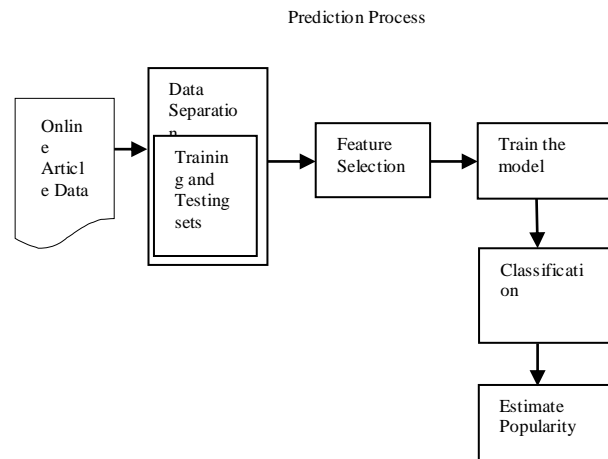 Prediction Process
Onlin
e
Articl
e Data
Data
Separatio
n
Trainin
g and
Testing
sets
Feature
Selection
Train the
model
Classificati
on
Estimate
Popularity